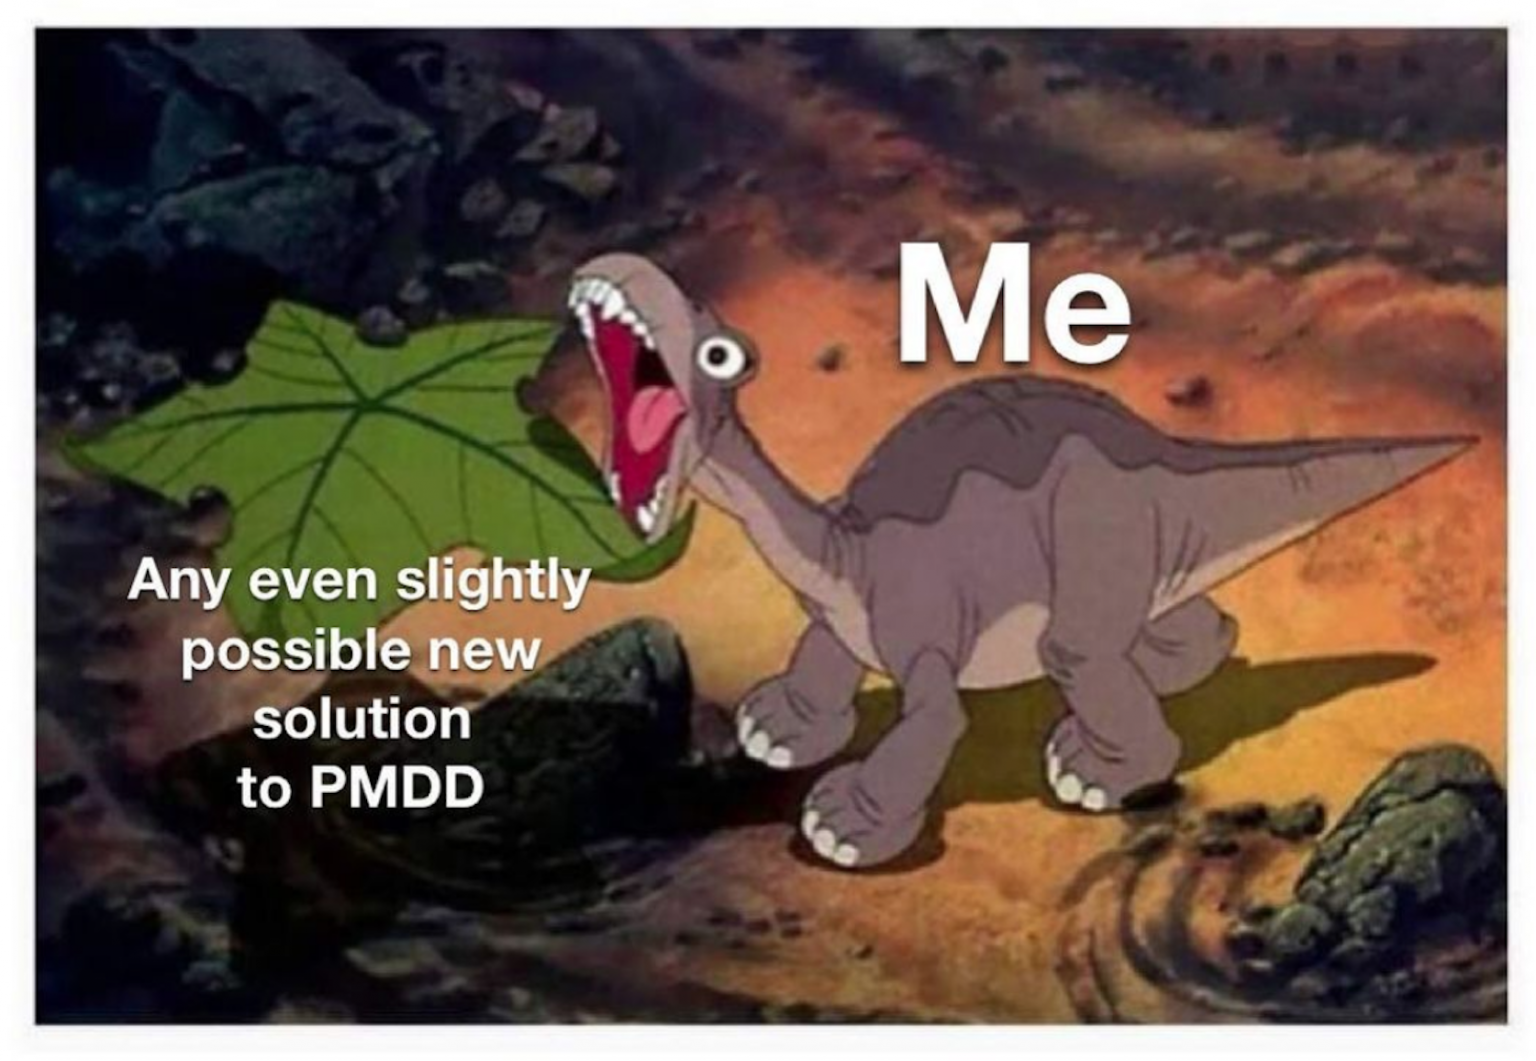 Me
Any even slightly
possible new
solution
to PMDD